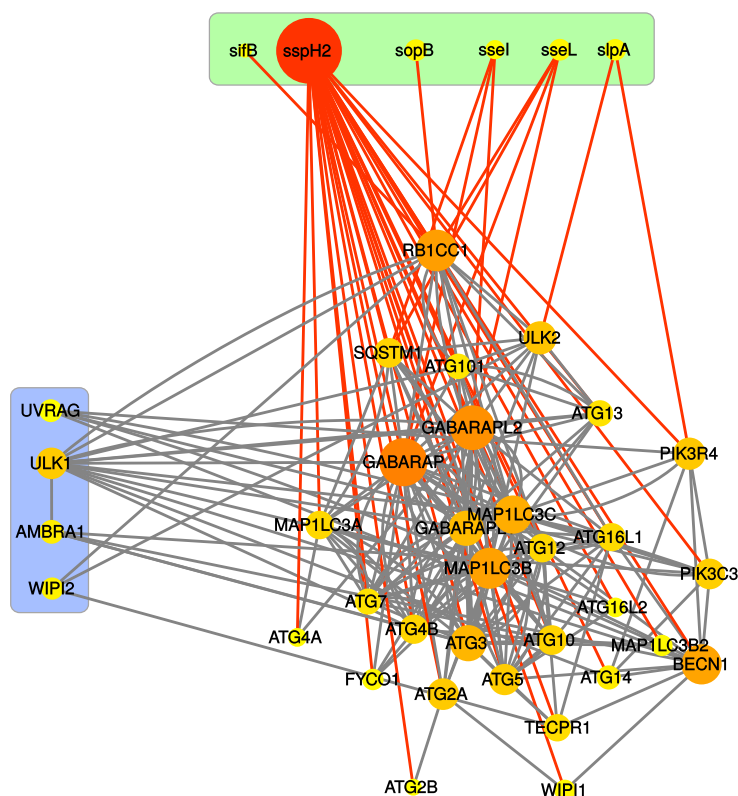 sifB
sspH2
sopB
sseI
sseL
slpA
RB1CC1
ULK2
SQSTM1
ATG101
UVRAG
ATG13
GABARAPL2
ULK1
GABARAP
PIK3R4
MAP1LC3C
MAP1LC3A
GABARAPL
AMBRA1
ATG16L1
ATG12
MAP1LC3B
PIK3C3
WIPI2
ATG7
ATG16L2
ATG4B
ATG4A
ATG3
ATG10
MAP1LC3B2
BECN1
FYCO1
ATG5
ATG14
ATG2A
TECPR1
ATG2B
WIPI1